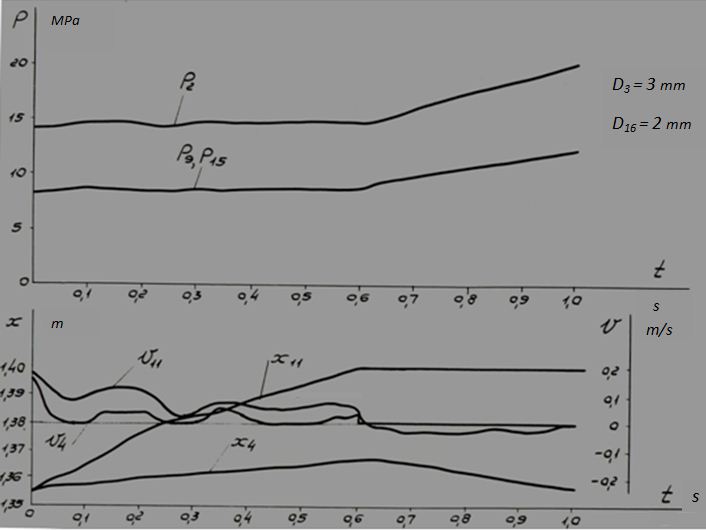 P MPa
20
P2
D3 = 3 mm
15
D16 = 2 mm
P9, P15
10
5
t
0
0,1 0,2 0,3 0,4 0,5 0,6 0,7 0,8 0,9 1,0
s
x m
v
m/s
v11
x11
1,40
0,2
1,39
0,1
1,38
0
v4
x4
1,37
-0,1
1,36
-0,2
t s
1,35
0 0,1 0,2 0,3 0,4 0,5 0,6 0,7 0,8 0,9 1,0